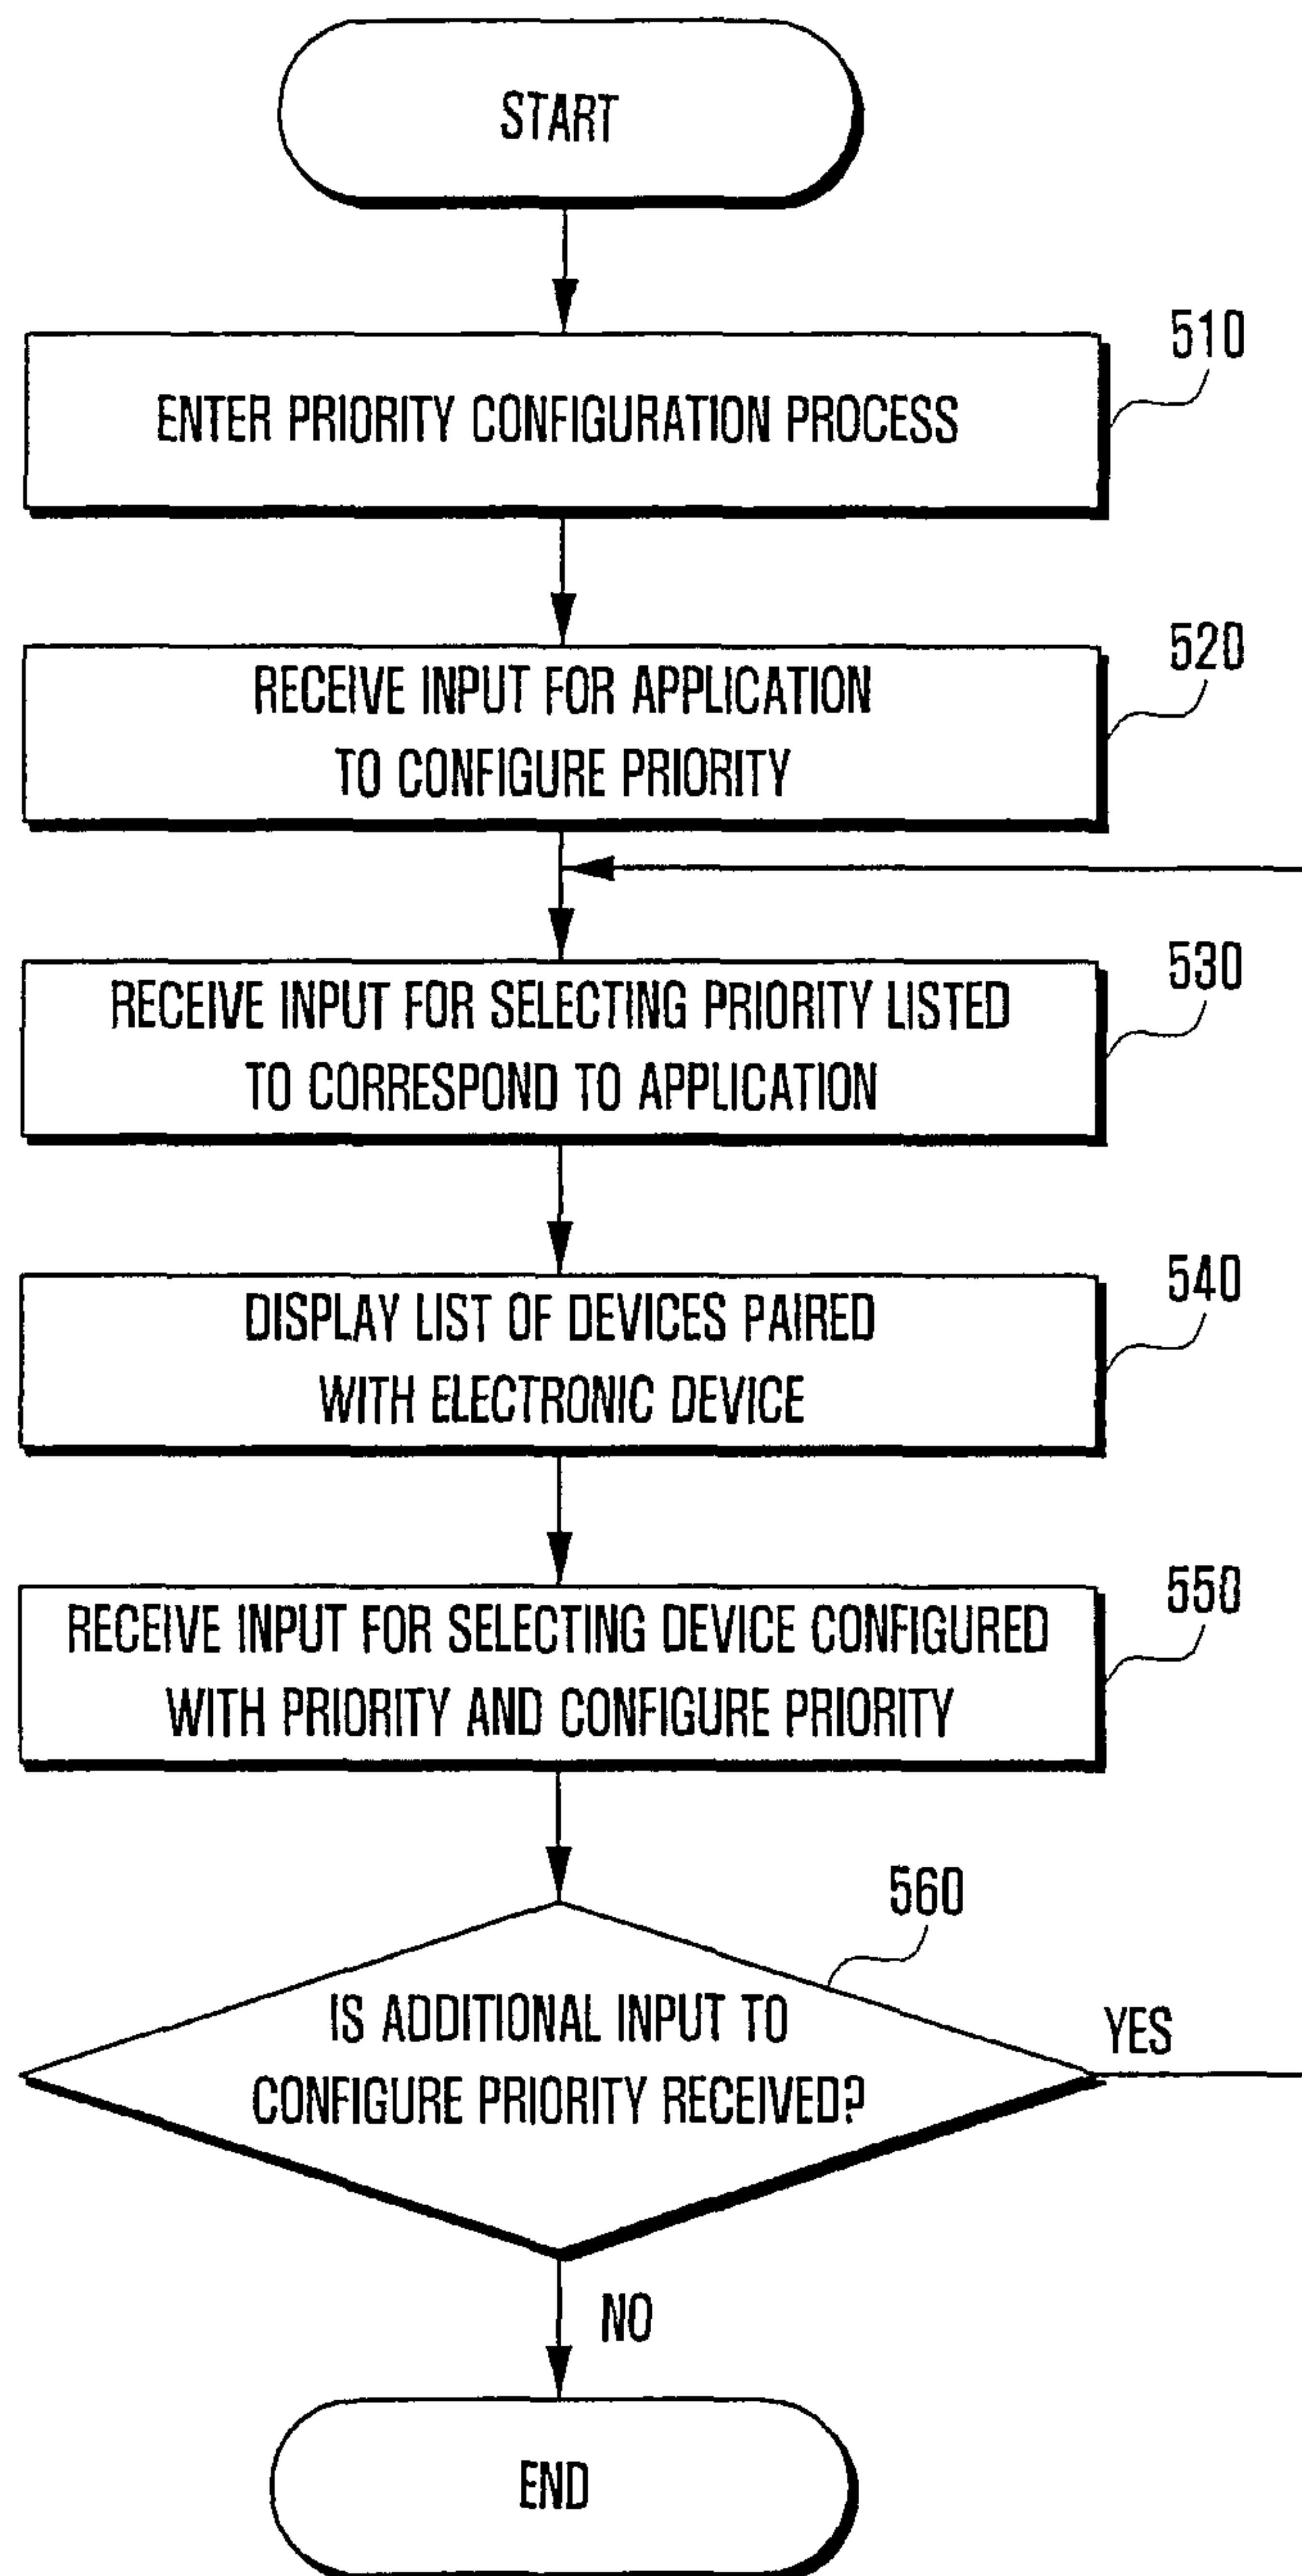 START
ENTER PRIORITY CONFIGURATION PROCESS
510
RECEIVE INPUT FOR APPLICATION
TO CONFIGURE PRIORITY
520
RECEIVE INPUT FOR SELECTING PRIORITY LISTED
TO CORRESPOND TO APPLICATION
530
DISPLAY LIST OF DEVICES PAIRED
WITH ELECTRONIC DEVICE
540
RECEIVE INPUT FOR SELECTING DEVICE CONFIGURED
WITH PRIORITY AND CONFIGURE PRIORITY
550
560
IS ADDITIONAL INPUT TO
CONFIGURE PRIORITY RECEIVED?
YES
NO
END